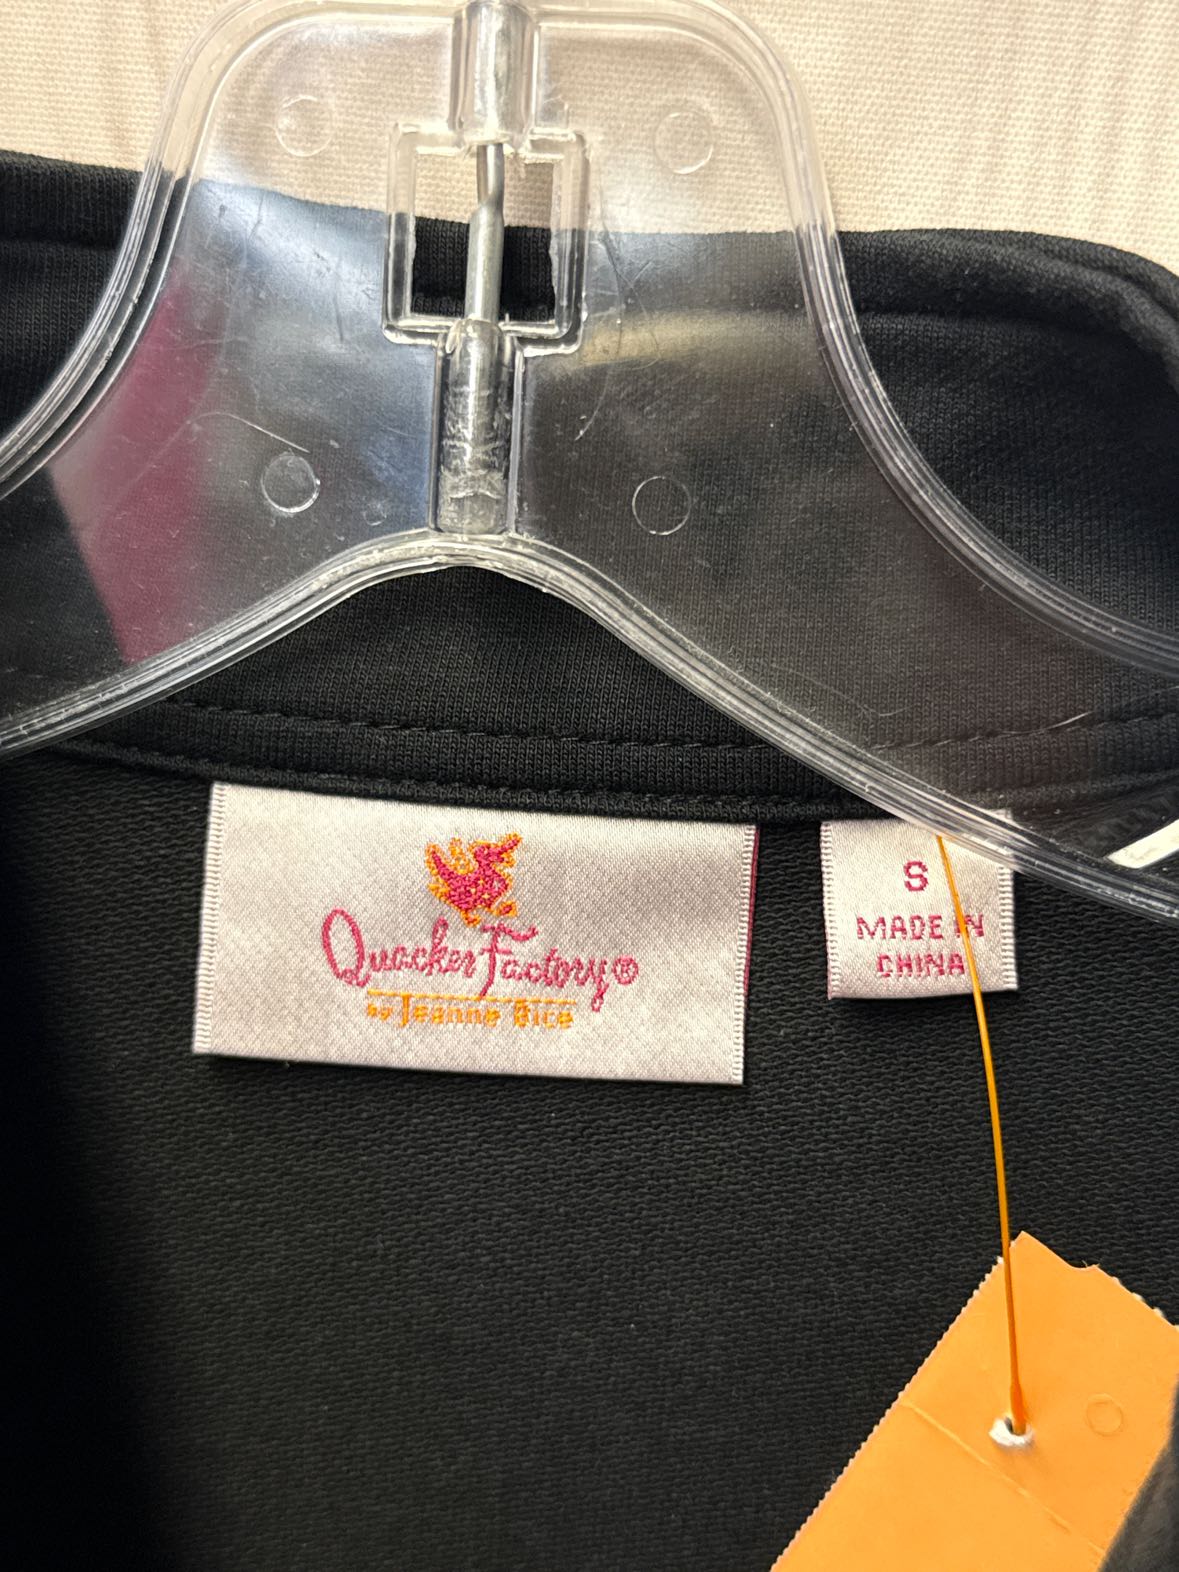 Quacker Factory®
by Jeanne Bice
S
MADE IN
CHINA